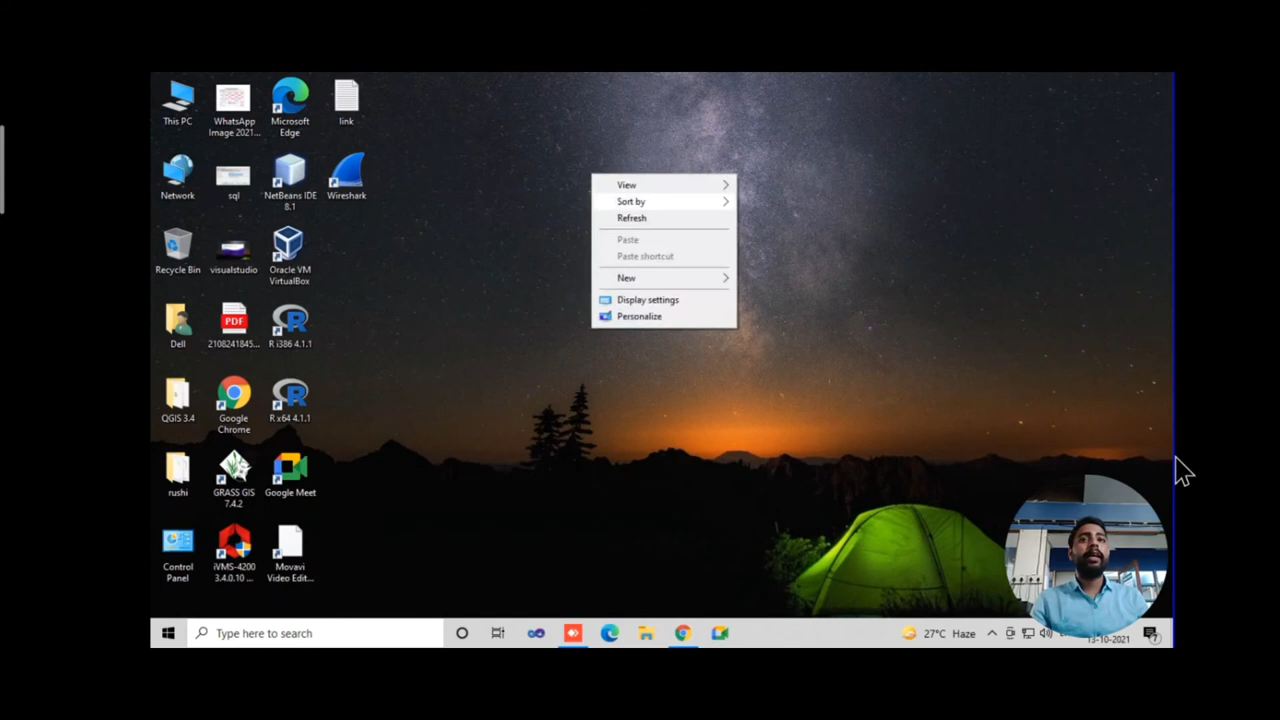 This PC
WhatsApp
Image 2021...
Microsoft
Edge
link
Network
sql
NetBeans IDE
8.1
Wireshark
Recycle Bin
visualstudio
Oracle VM
VirtualBox
Dell
PDF
2108241845...
R i386 4.1.1
QGIS 3.4
Google
Chrome
R x64 4.1.1
rushi
GRASS GIS
7.4.2
Google Meet
Control
Panel
iVMS-4200
3.4.0.10 ...
Movavi
Video Edit...
View
Sort by
Refresh
Paste
Paste shortcut
New
Display settings
Personalize
Type here to search
27°C Haze
13-10-2021
7